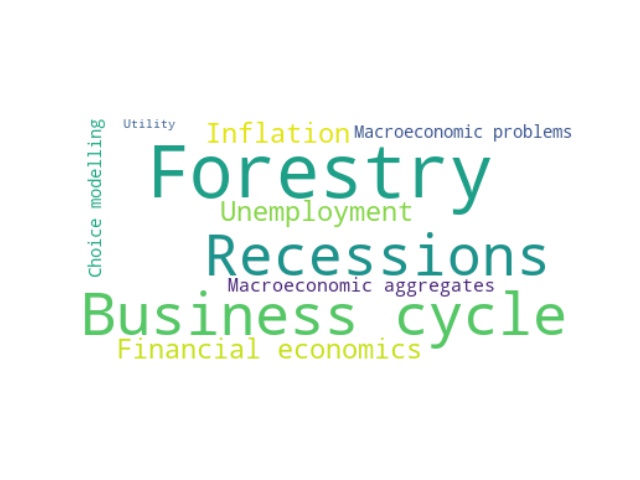 Choice modelling
Utility
Inflation
Macroeconomic problems
Forestry
Unemployment
Recessions
Macroeconomic aggregates
Business cycle
Financial economics